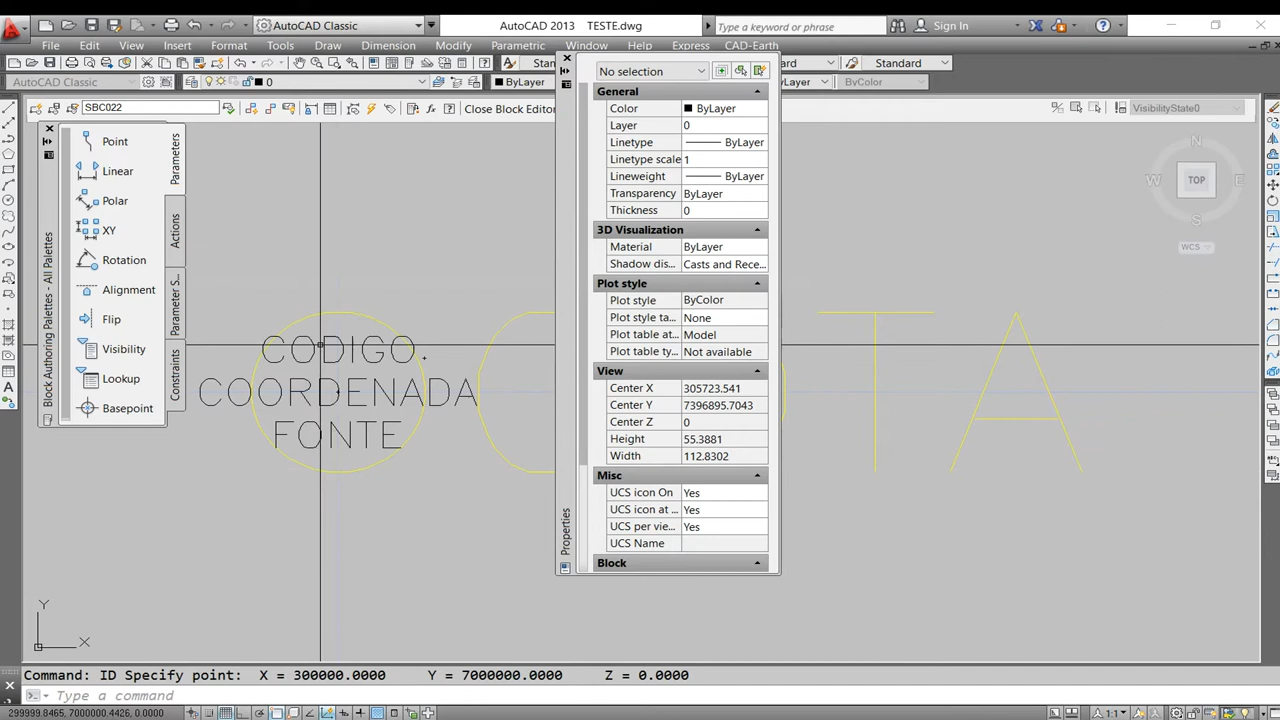 AutoCAD Classic
AutoCAD 2013 TESTE.dwg
Type a keyword or phrase
Sign In
File
Edit
View
Insert
Format
Tools
Draw
Dimension
Modify
Parametric
Window
Help
Express
CAD-Earth
Standard
AutoCAD Classic
0
ByLayer
ByColor
SBC022
Close Block Editor
VisibilityState0
Block Authoring Palettes - All Palettes
Point
Linear
Polar
XY
Rotation
Alignment
Flip
Visibility
Lookup
Basepoint
Parameters
Actions
Parameter S...
Constraints
CODIGO
COORDENADA
FONTE
TA
Properties
No selection
General
Color ByLayer
Layer 0
Linetype ByLayer
Linetype scale 1
Lineweight ByLayer
Transparency ByLayer
Thickness 0
3D Visualization
Material ByLayer
Shadow dis... Casts and Rece...
Plot style
Plot style ByColor
Plot style ta... None
Plot table at... Model
Plot table ty... Not available
View
Center X 305723.541
Center Y 7396895.7043
Center Z 0
Height 55.3881
Width 112.8302
Misc
UCS icon On Yes
UCS icon at ... Yes
UCS per vie... Yes
UCS Name
Block
N
W
TOP
E
S
WCS
Y
X
Command: ID Specify point: X = 300000.0000 Y = 7000000.0000 Z = 0.0000
Type a command
299999.8465, 7000000.4426, 0.0000
1:1